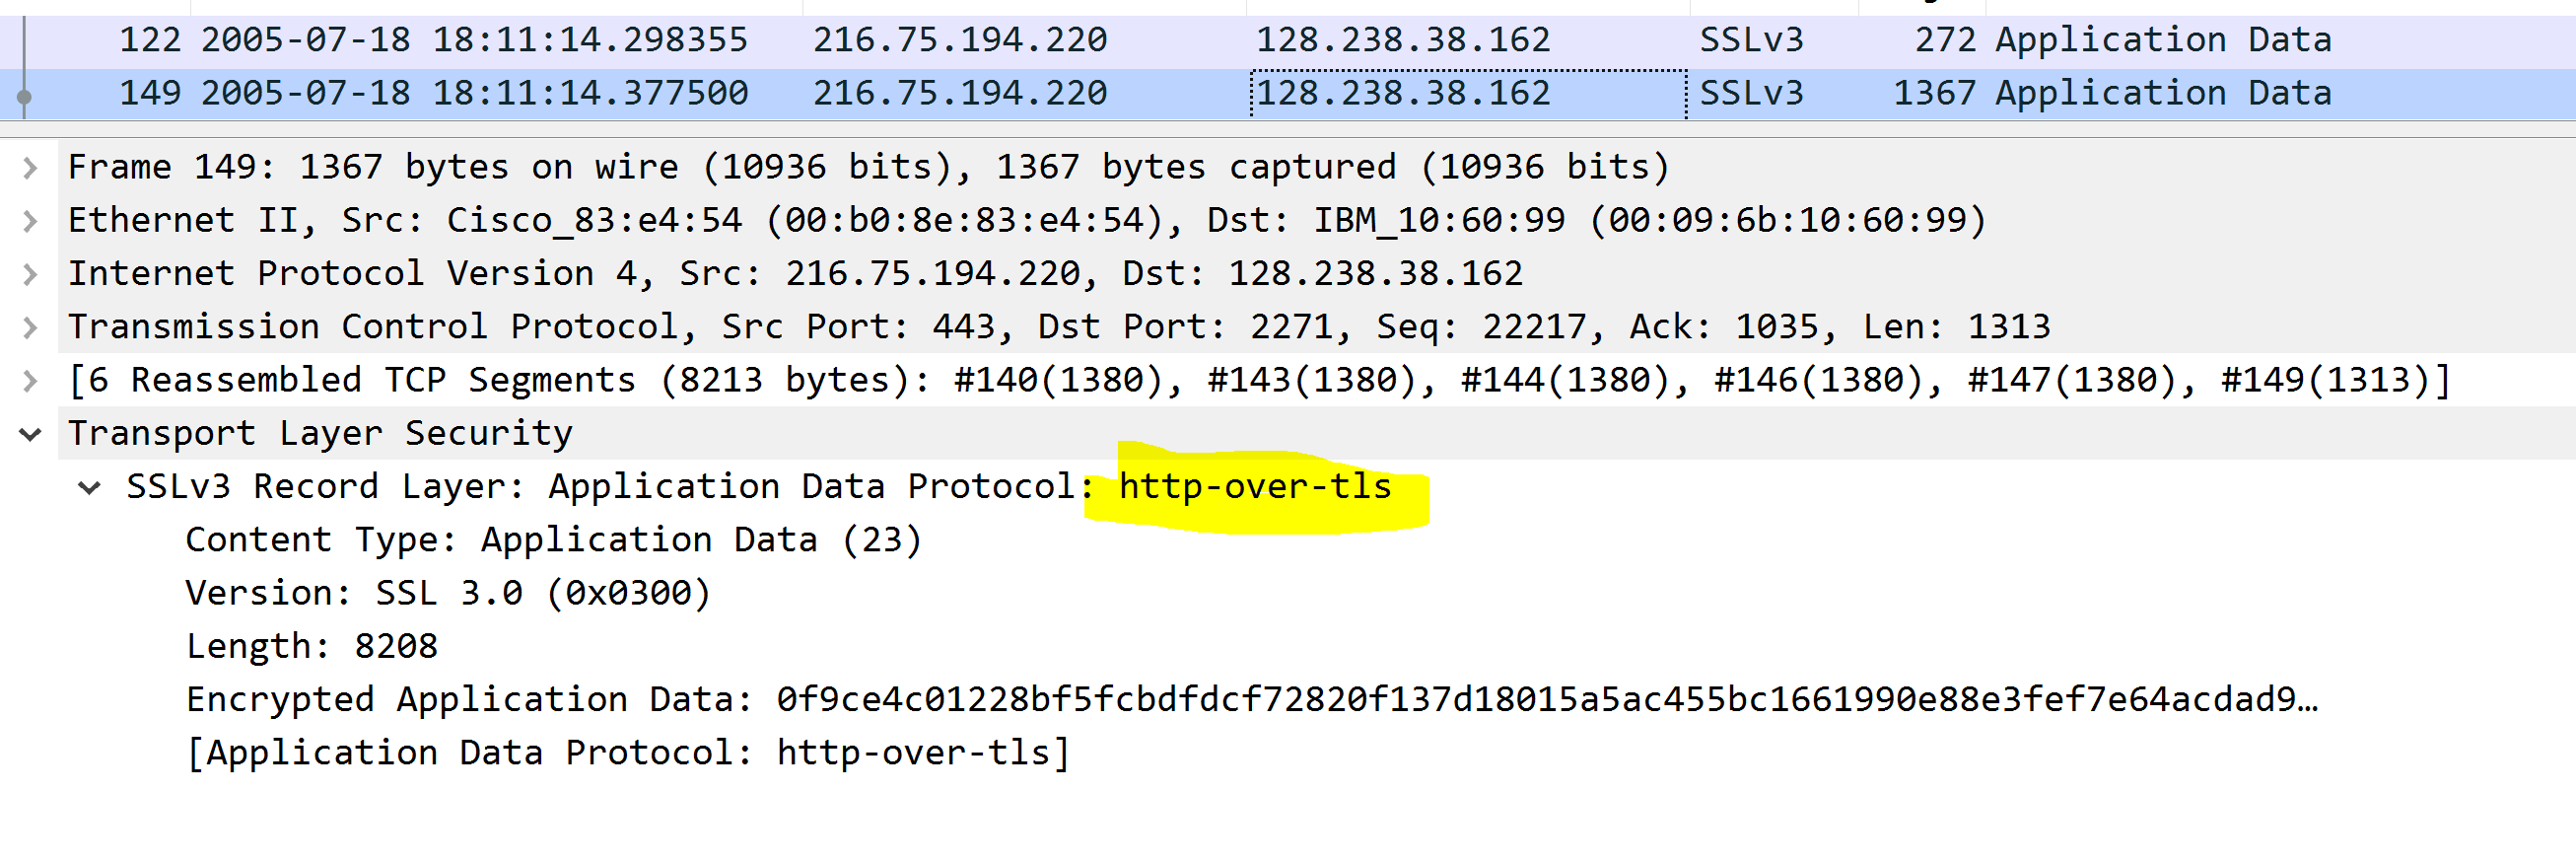 122 2005-07-18 18:11:14.298355 216.75.194.220 128.238.38.162 SSLv3 272 Application Data
149 2005-07-18 18:11:14.377500 216.75.194.220 128.238.38.162 SSLv3 1367 Application Data
Frame 149: 1367 bytes on wire (10936 bits), 1367 bytes captured (10936 bits)
Ethernet II, Src: Cisco_83:e4:54 (00:b0:8e:83:e4:54), Dst: IBM_10:60:99 (00:09:6b:10:60:99)
Internet Protocol Version 4, Src: 216.75.194.220, Dst: 128.238.38.162
Transmission Control Protocol, Src Port: 443, Dst Port: 2271, Seq: 22217, Ack: 1035, Len: 1313
[6 Reassembled TCP Segments (8213 bytes): #140(1380), #143(1380), #144(1380), #146(1380), #147(1380), #149(1313)]
Transport Layer Security
SSLv3 Record Layer: Application Data Protocol: http-over-tls
Content Type: Application Data (23)
Version: SSL 3.0 (0x0300)
Length: 8208
Encrypted Application Data: 0f9ce4c01228bf5fcbdfdcf72820f137d18015a5ac455bc1661990e88e3fef7e64acdad9…
[Application Data Protocol: http-over-tls]